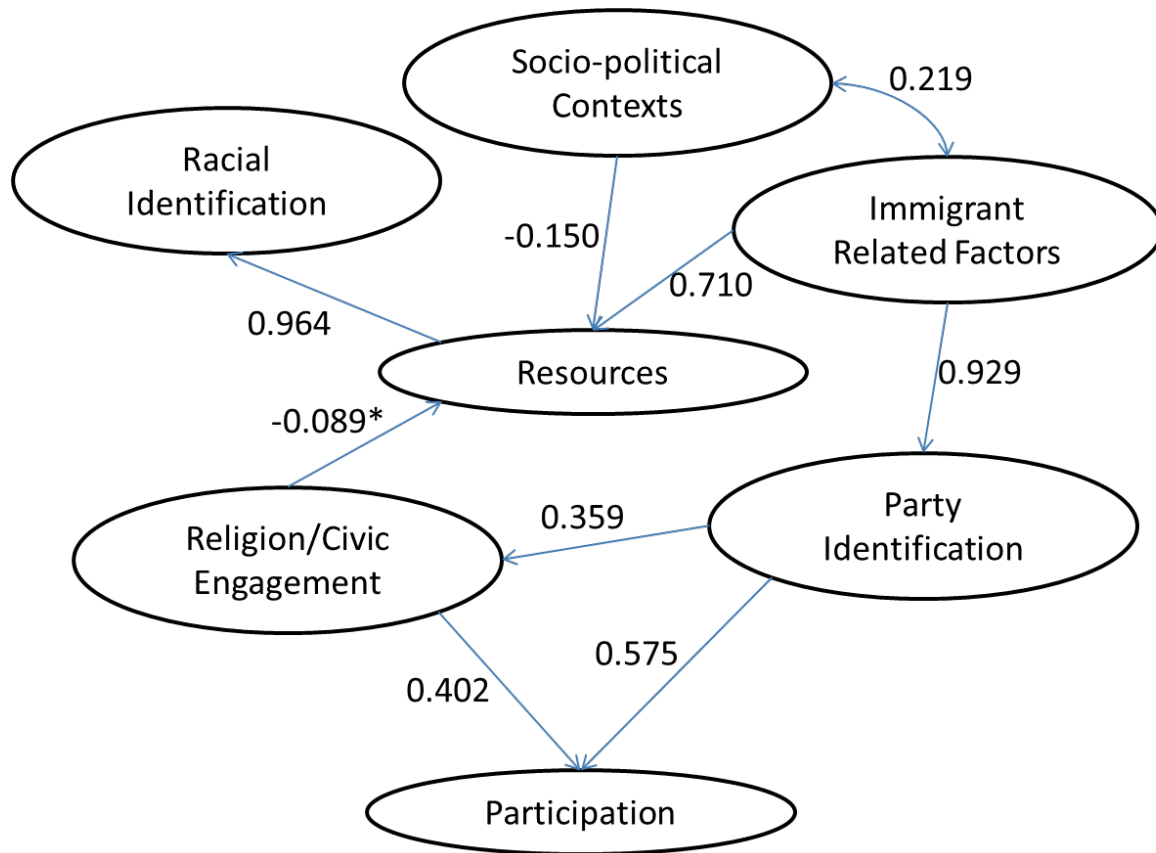 Socio-political
Contexts
0.219
Racial
Identification
Immigrant
Related Factors
-0.150
0.710
0.964
Resources
0.929
-0.089*
Party
Identification
0.359
Religion/Civic
Engagement
0.575
0.402
Participation